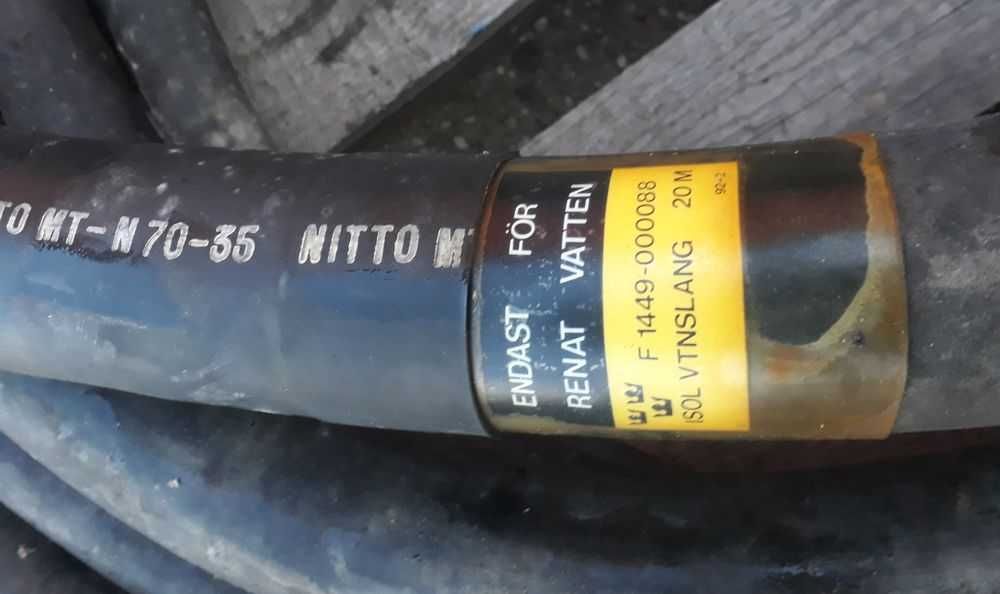 TO MT-N 70-35 NITTO M
ENDAST FÖR
RENAT VATTEN
F 1449-000088
ISOL VTNSLANG 20 M
92-2